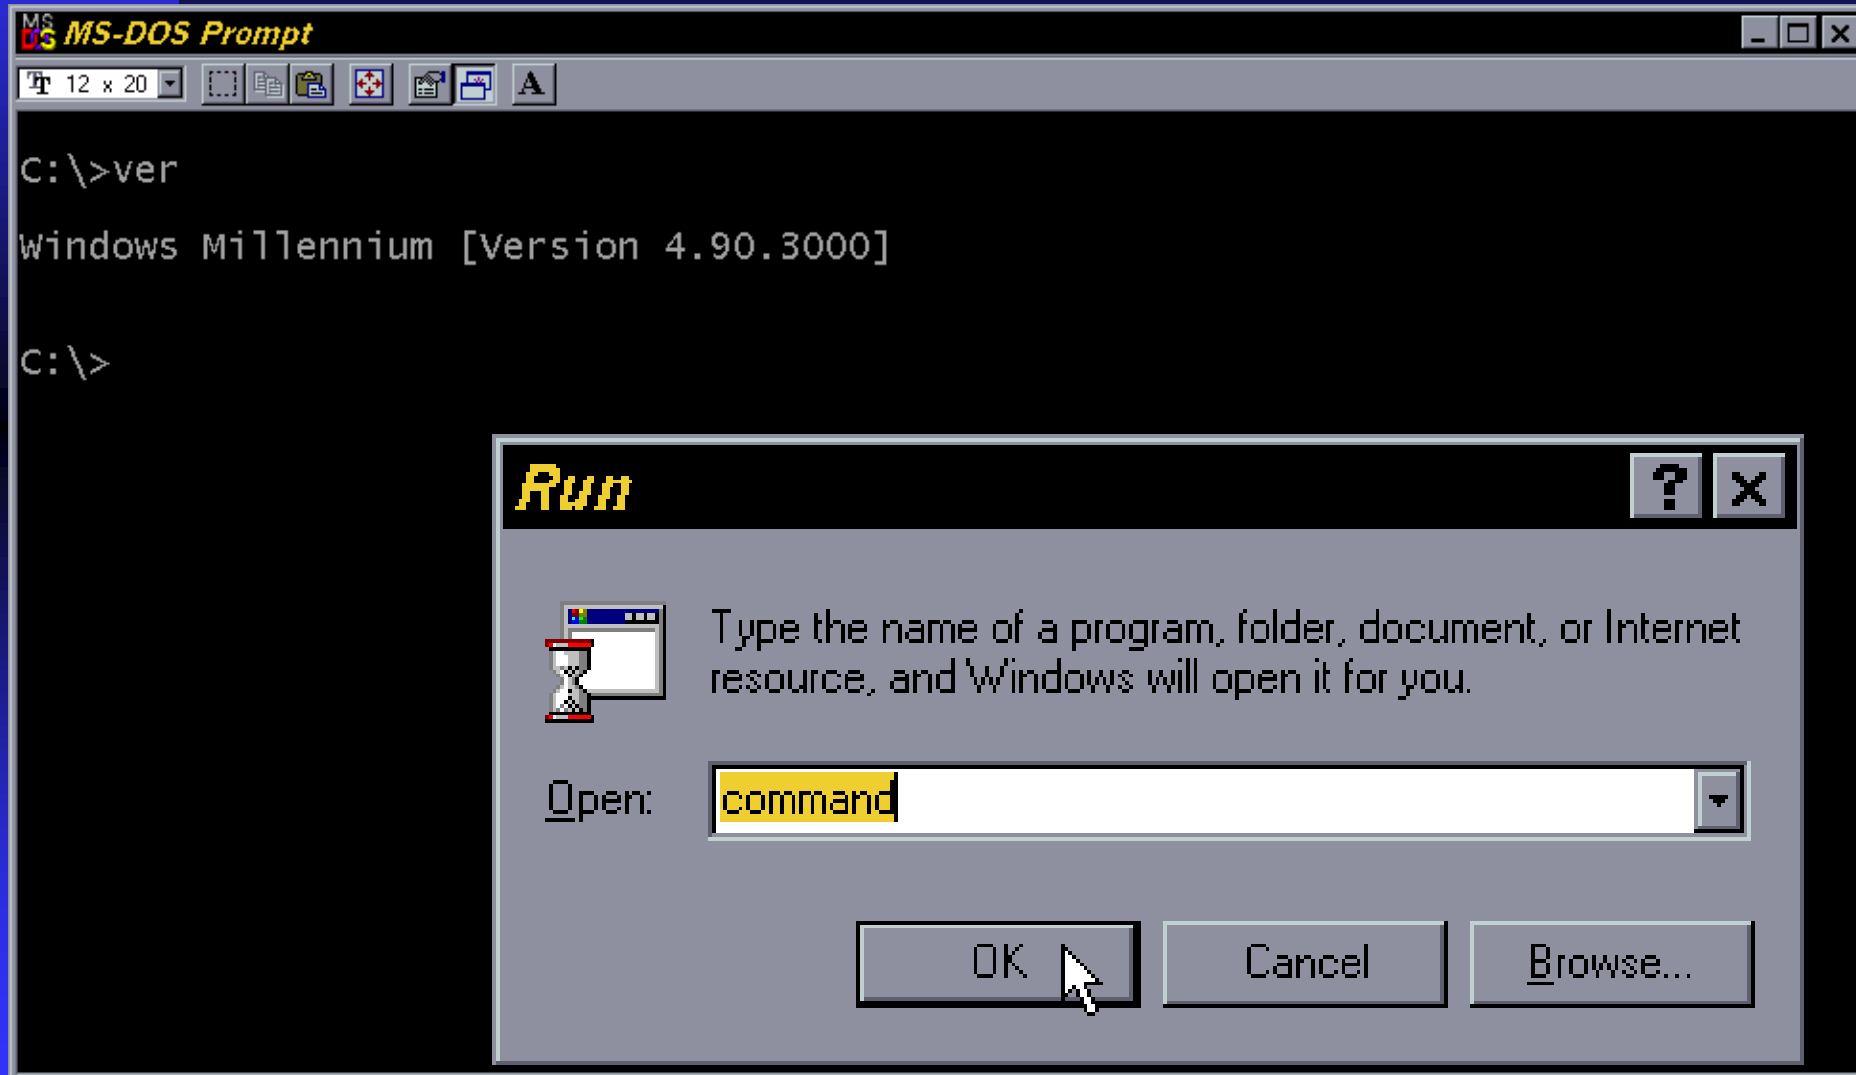 MS-DOS Prompt
12 x 20
A
C:\>ver
Windows Millennium [Version 4.90.3000]
C:\>
Run
Type the name of a program, folder, document, or Internet
resource, and Windows will open it for you.
Open: command
OK Cancel Browse...